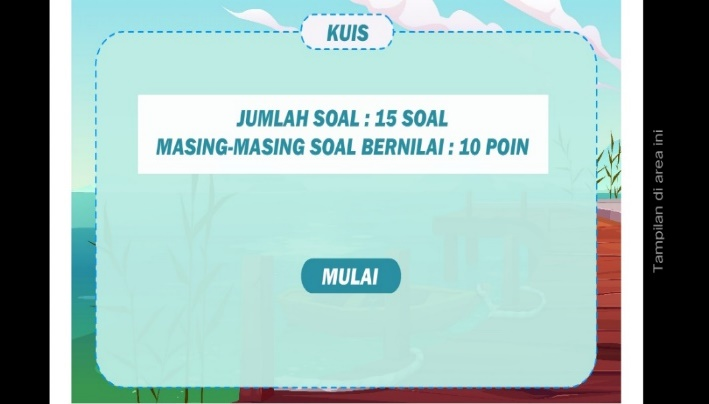 KUIS
JUMLAH SOAL : 15 SOAL
MASING-MASING SOAL BERNILAI : 10 POIN
MULAI
Tampilan di area ini